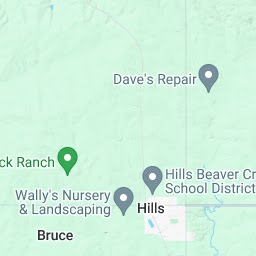 Dave's Repair
ck Ranch
Hills Beaver Cr
School District
Wally's Nursery
& Landscaping
Hills
Bruce